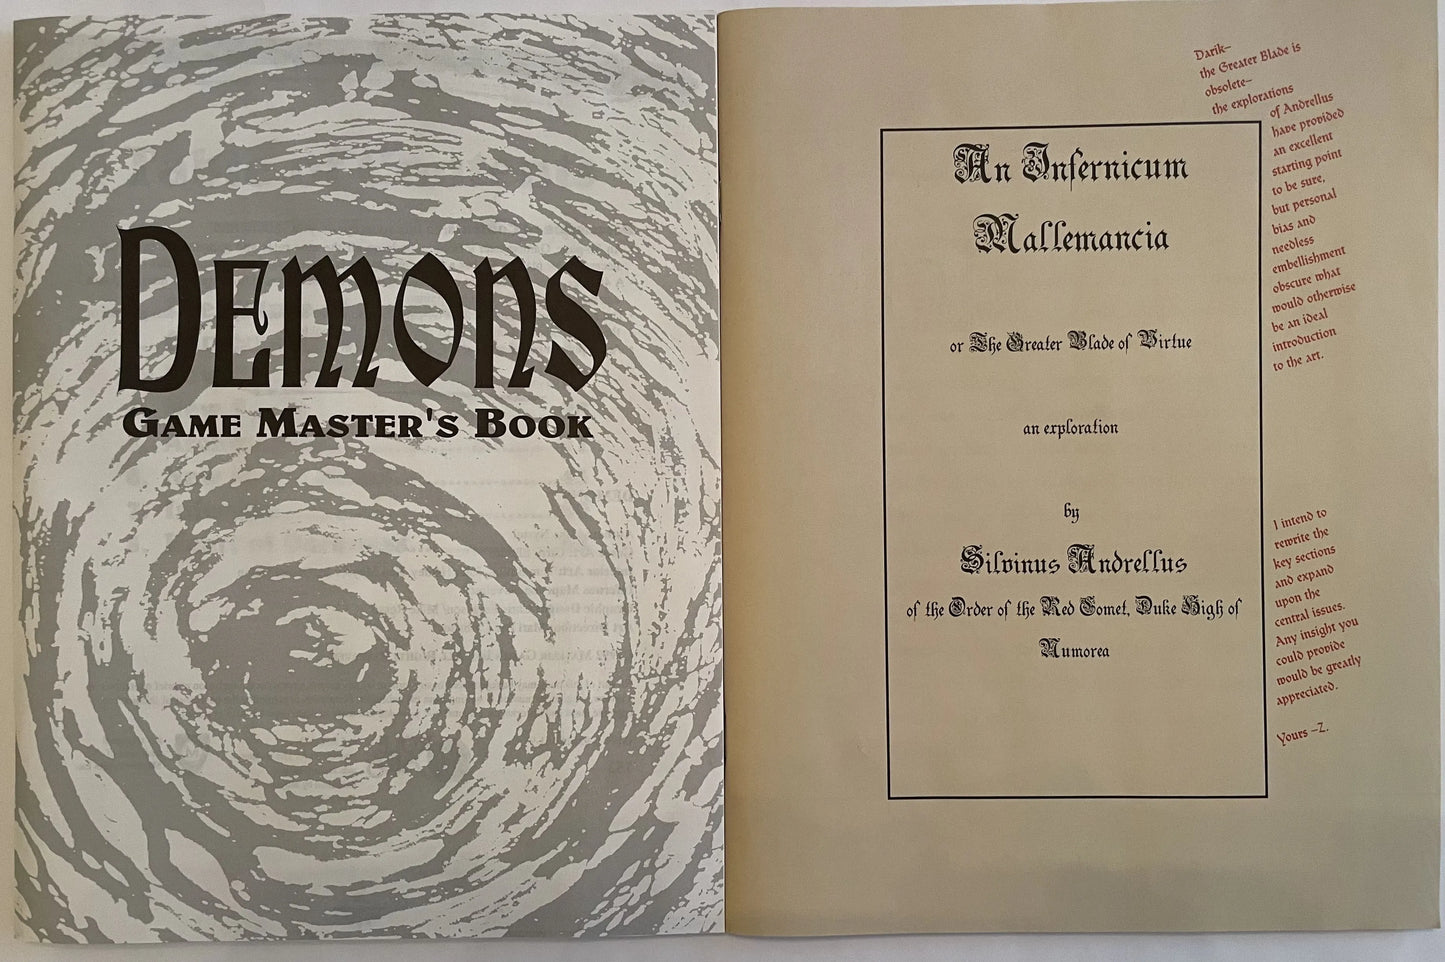 DEMONS
GAME MASTER'S BOOK
An Infernicum
Mallemancia
or The Greater Blade of Virtue
an exploration
by
Silvinus Andrellus
of the Order of the Red Comet, Duke High of
Numorea
Darik–
the Greater Blade is
obsolete–
the explorations
of Andrellus
have provided
an excellent
starting point
to be sure,
but personal
bias and
needless
embellishment
obscure what
would otherwise
be an ideal
introduction
to the art.
I intend to
rewrite the
key sections
and expand
upon the
central issues.
Any insight you
could provide
would be greatly
appreciated.
Yours –Z.